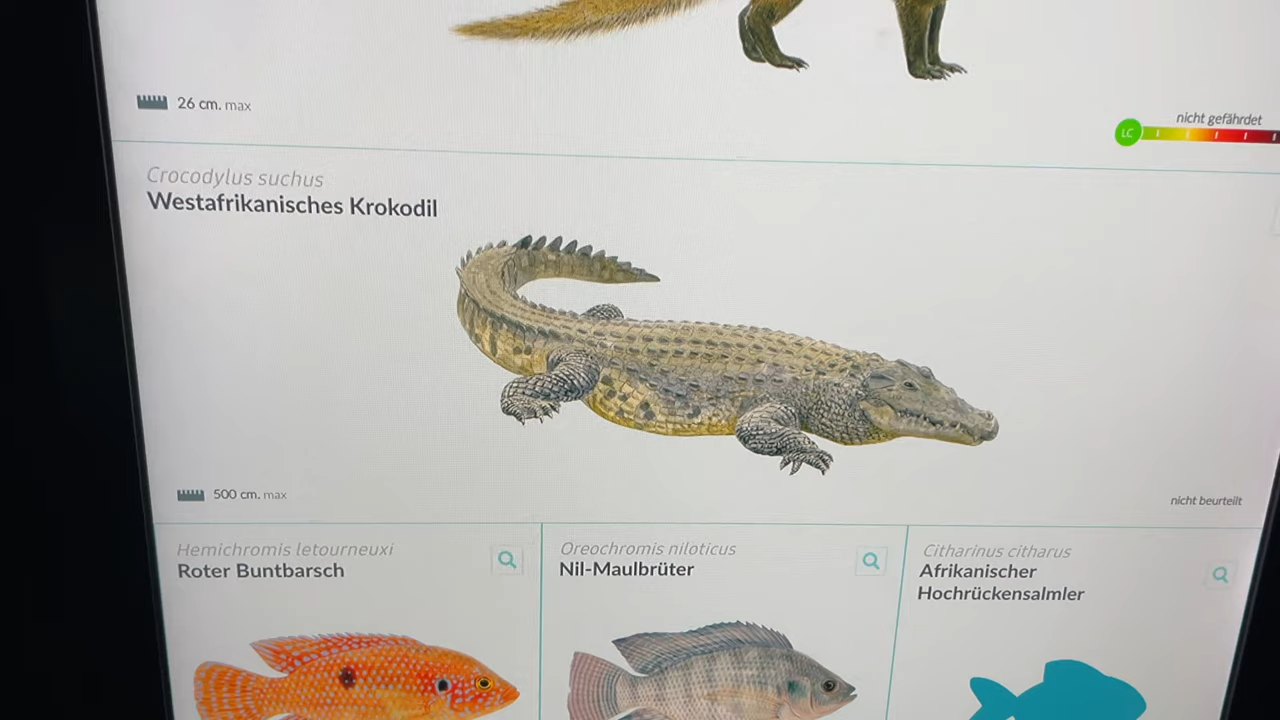 26 cm. max
nicht gefährdet
LC
Crocodylus suchus
Westafrikanisches Krokodil
500 cm. max
nicht beurteilt
Hemichromis letourneuxi
Roter Buntbarsch
Oreochromis niloticus
Nil-Maulbrüter
Citharinus citharus
Afrikanischer
Hochrückensalmler